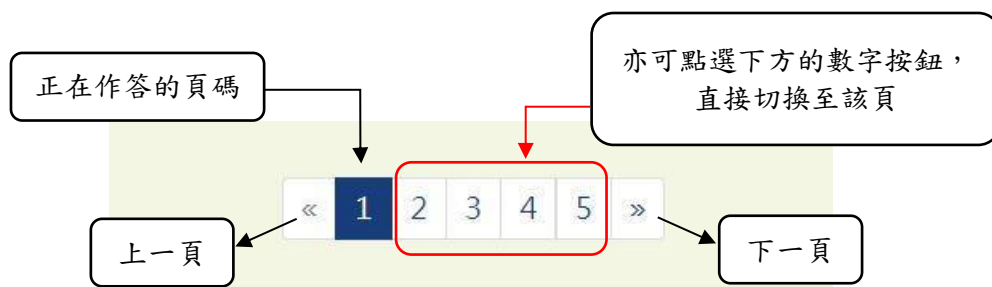 亦可點選下方的數字按鈕，
直接切換至該頁
正在作答的頁碼
« 1 2 3 4 5 »
上一頁
下一頁